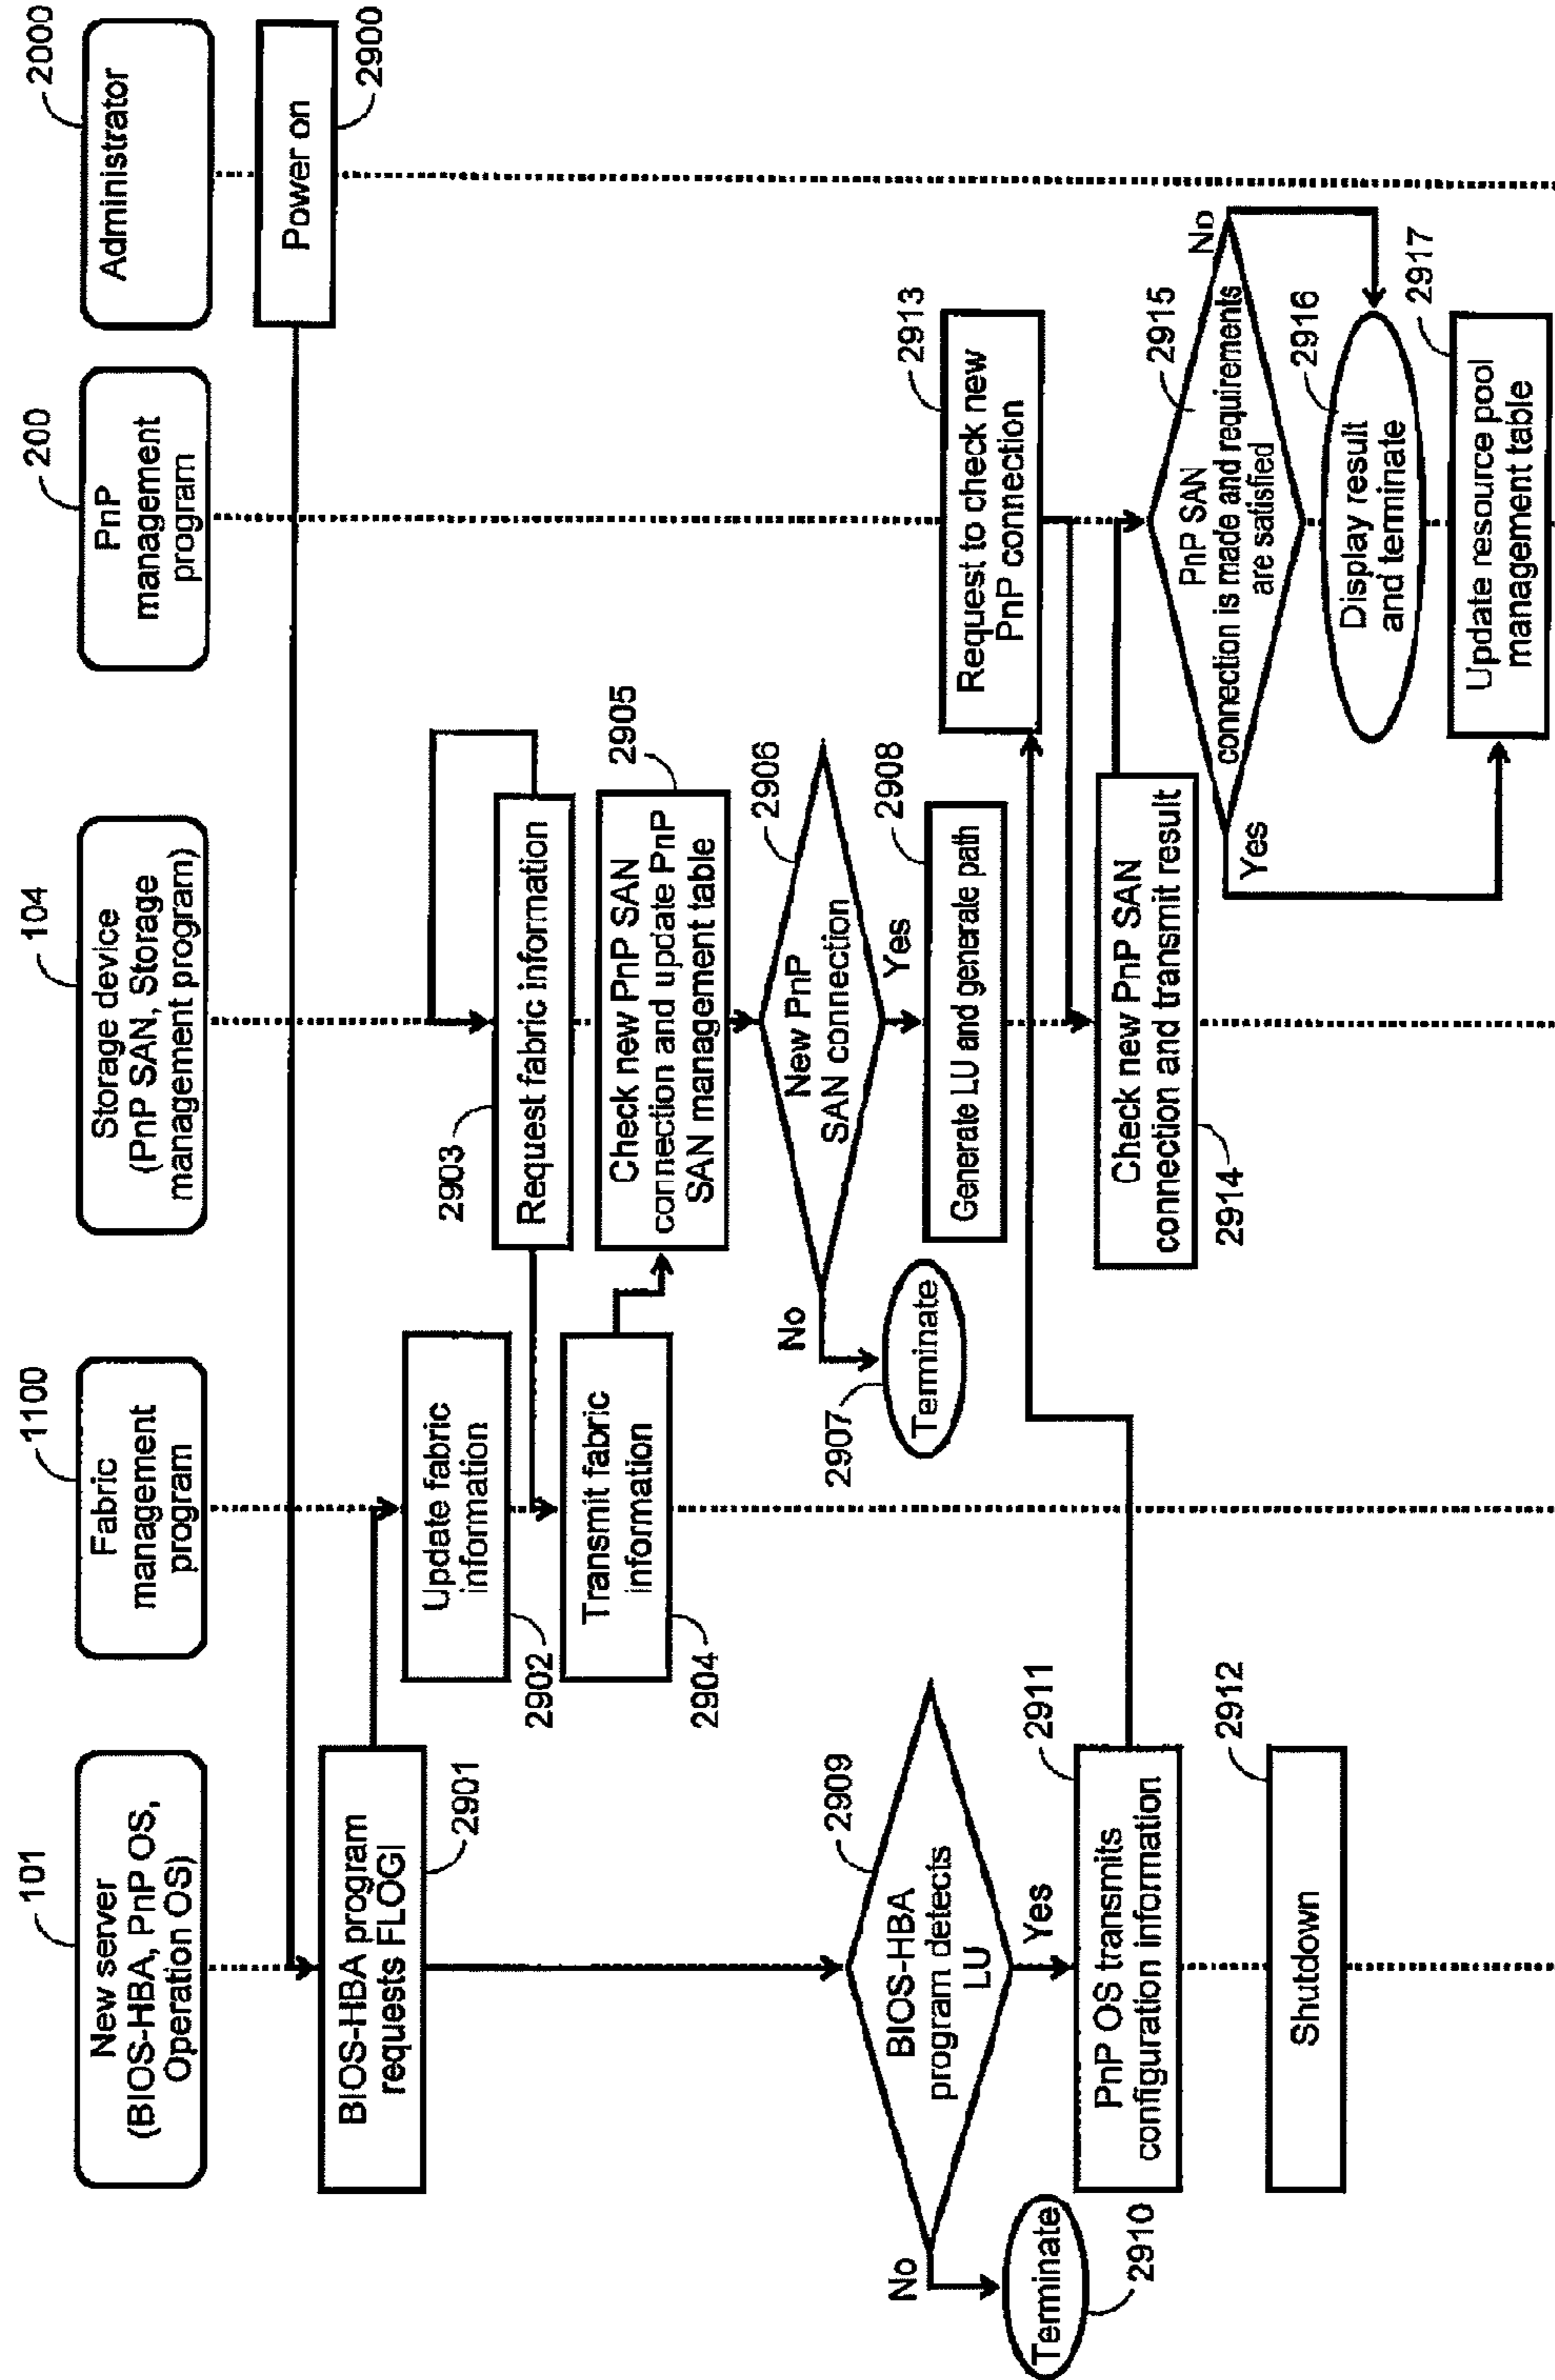 101
New server
(BIOS-HBA, PnP OS,
Operation OS)
1100
Fabric
management
program
104
Storage device
(PnP SAN, Storage
management program)
200
PnP
management
program
2000
Administrator
Power on
2900
BIOS-HBA program
requests FLOGI
2901
Update fabric
information
2902
2903
Request fabric information
Transmit fabric
information
2904
Check new PnP SAN
connection and update PnP
SAN management table
2905
New PnP
SAN connection
2906
No
Yes
Terminate
2907
Generate LU and generate path
2908
BIOS-HBA
program detects
LU
2909
No
Yes
Terminate
2910
PnP OS transmits
configuration information
2911
Shutdown
2912
Request to check new
PnP connection
2913
Check new PnP SAN
connection and transmit result
2914
PnP SAN
connection is made and requirements
are satisfied
2915
No
Yes
Display result
and terminate
2916
Update resource pool
management table
2917